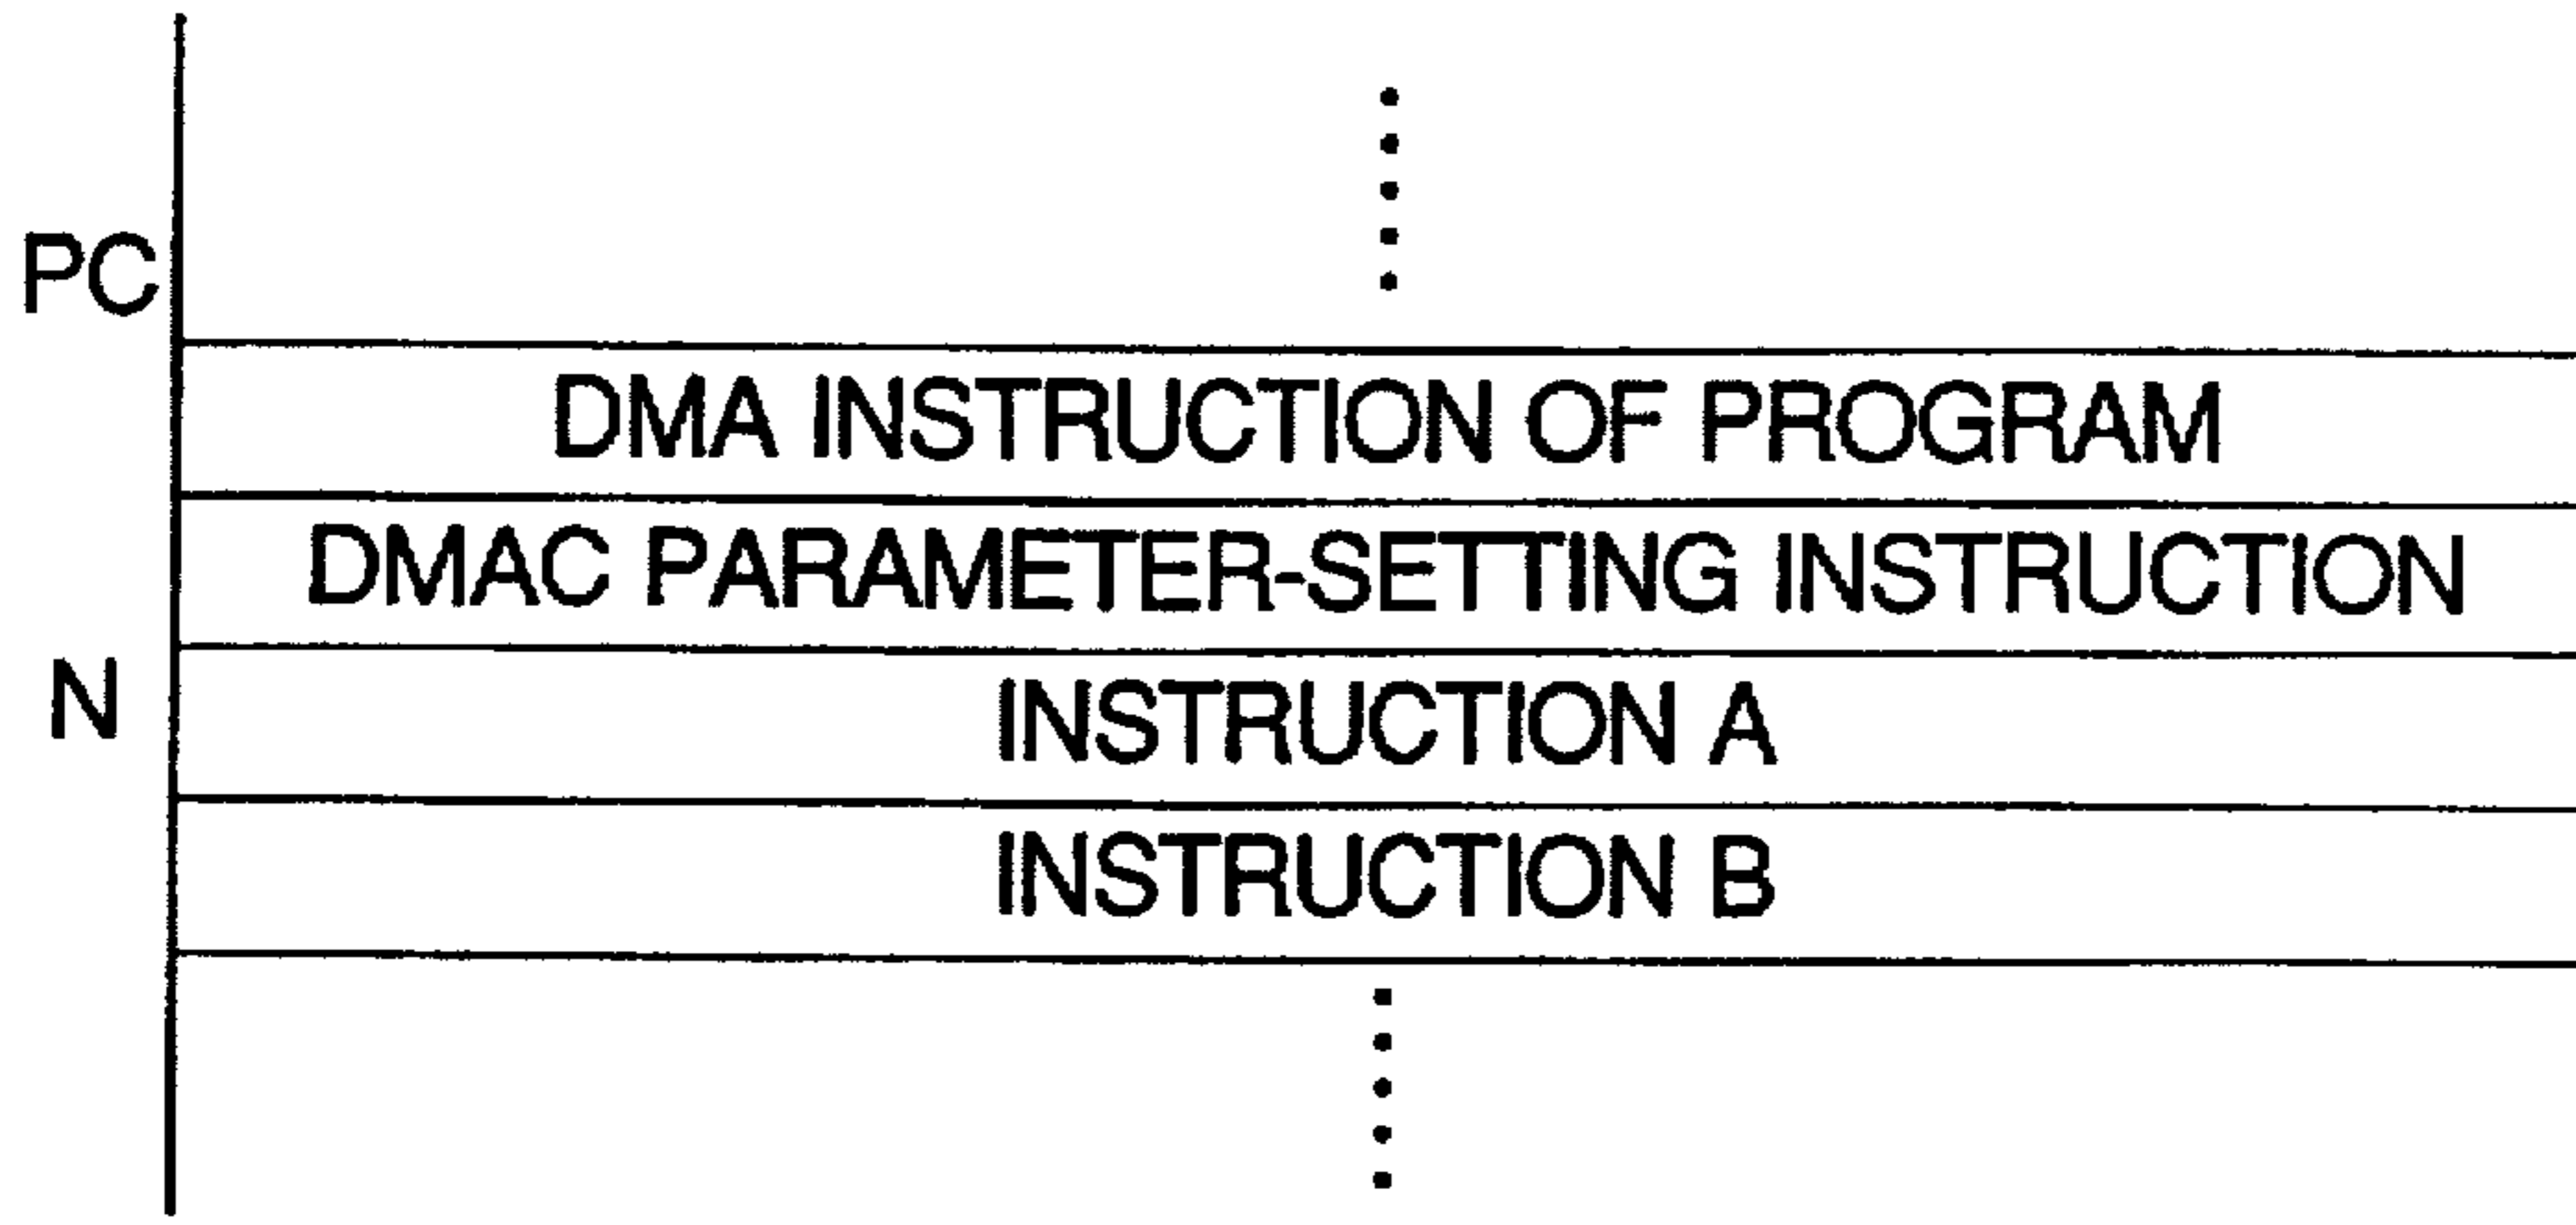 PC
DMA INSTRUCTION OF PROGRAM
DMAC PARAMETER-SETTING INSTRUCTION
N INSTRUCTION A
INSTRUCTION B